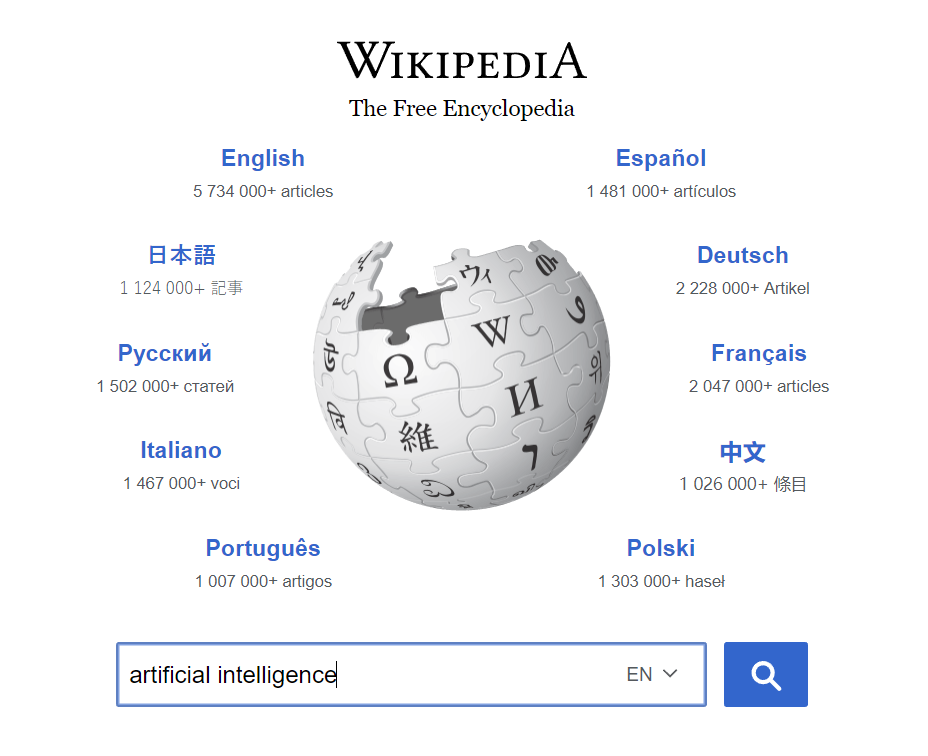 WIKIPEDIA
The Free Encyclopedia
English
5 734 000+ articles
Español
1 481 000+ artículos
日本語
1 124 000+ 記事
Deutsch
2 228 000+ Artikel
Русский
1 502 000+ статей
Français
2 047 000+ articles
Italiano
1 467 000+ voci
中文
1 026 000+ 條目
Português
1 007 000+ artigos
Polski
1 303 000+ haseł
ウィ
W
Ω
И
維
artificial intelligence
EN